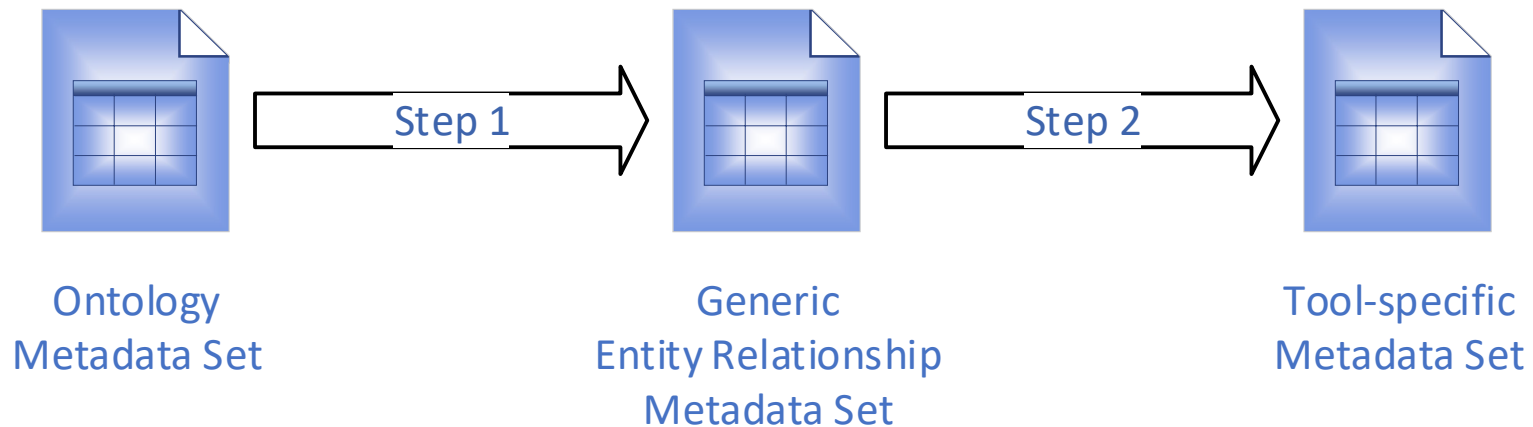 Step 1
Step 2
Ontology
Metadata Set
Generic
Entity Relationship
Metadata Set
Tool-specific
Metadata Set